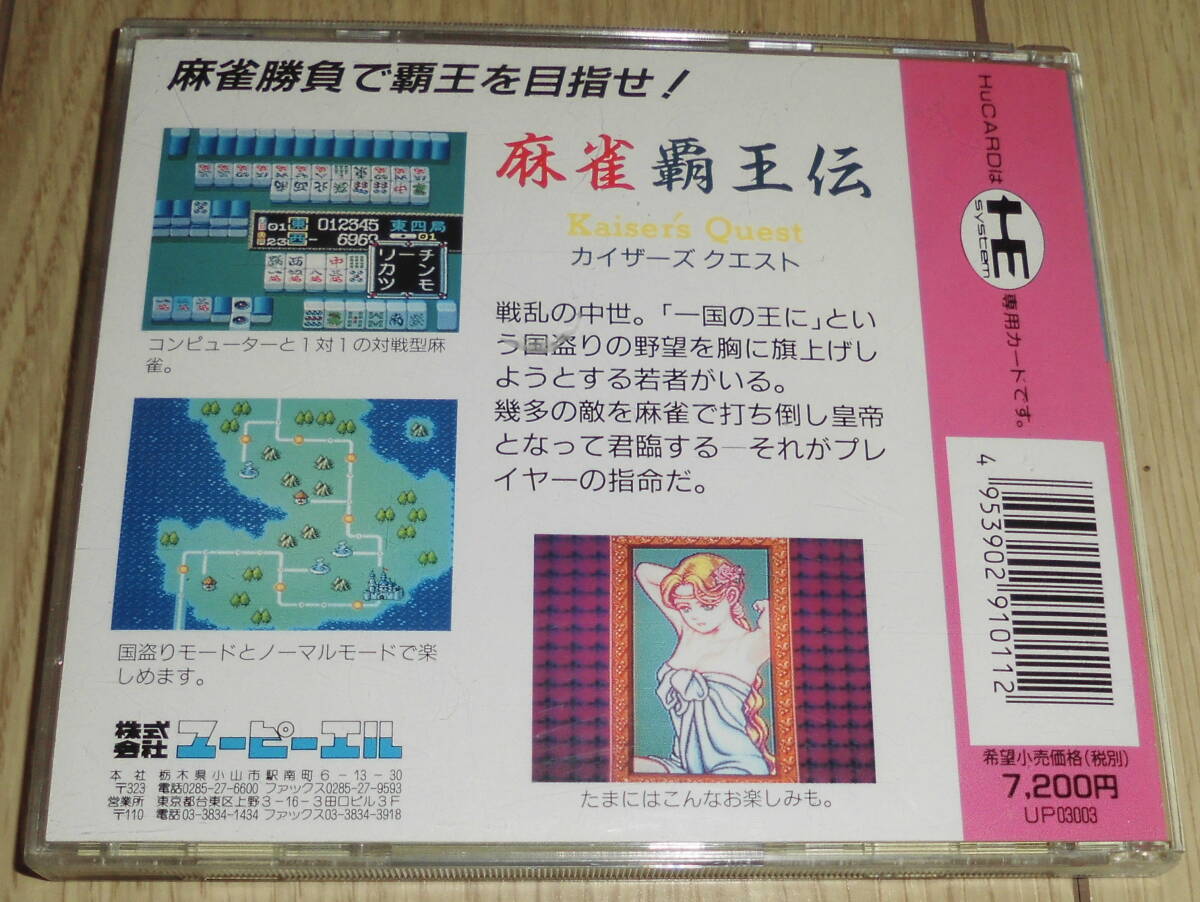 麻雀勝負で覇王を目指せ！
麻雀覇王伝
Kaiser's Quest
カイザーズ クエスト
01 東 012345 東四局
23 西 - 696
01
リーチ
カン
ツモ
コンピューターと1対1の対戦型麻
雀。
戦乱の中世。「一国の王に」とい
う国盗りの野望を胸に旗上げし
ようとする若者がいる。
幾多の敵を麻雀で打ち倒し皇帝
となって君臨する―それがプレ
イヤーの指命だ。
国盗りモードとノーマルモードで楽
しめます。
たまにはこんなお楽しみも。
株式会社 ユーピーエル
本 社 栃木県小山市駅南町6-13-30
〒323 電話0285-27-6600 ファックス0285-27-9593
営業所 東京都台東区上野3-16-3田口ビル3F
〒110 電話03-3834-1434 ファックス03-3834-3918
HuCARDは
HE
system
専用カードです。
4 953902 910112
希望小売価格(税別)
7,200円
UP03003